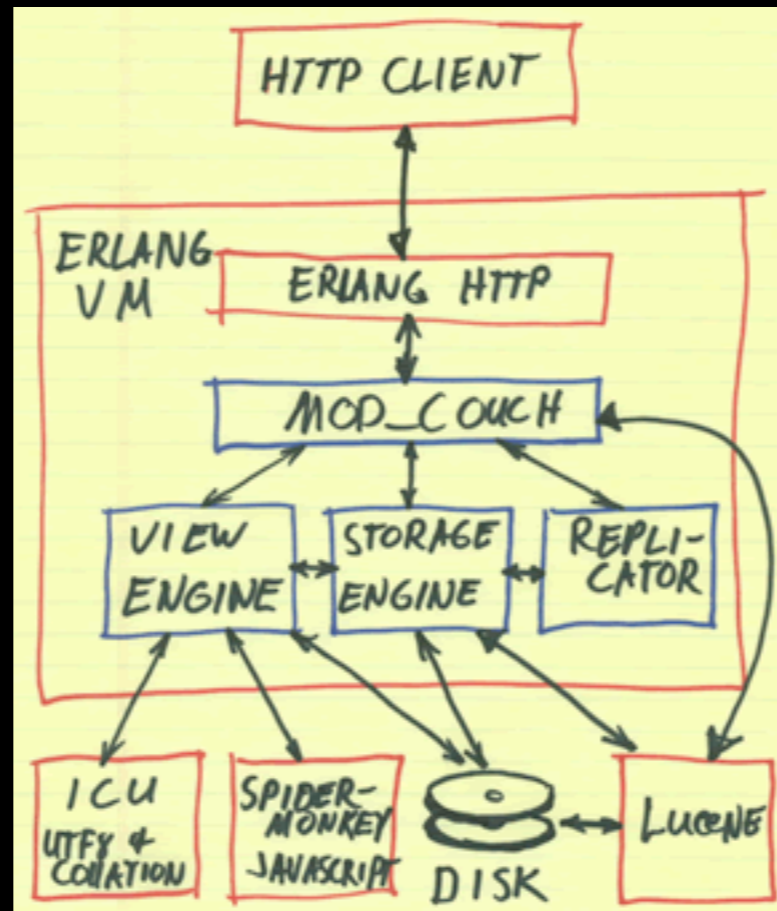 HTTP CLIENT
ERLANG
VM
ERLANG HTTP
MOD_COUCH
VIEW
ENGINE
STORAGE
ENGINE
REPLI-
CATOR
ICU
UTF8 &
COLLATION
SPIDER-
MONKEY
JAVASCRIPT
DISK
LUCENE